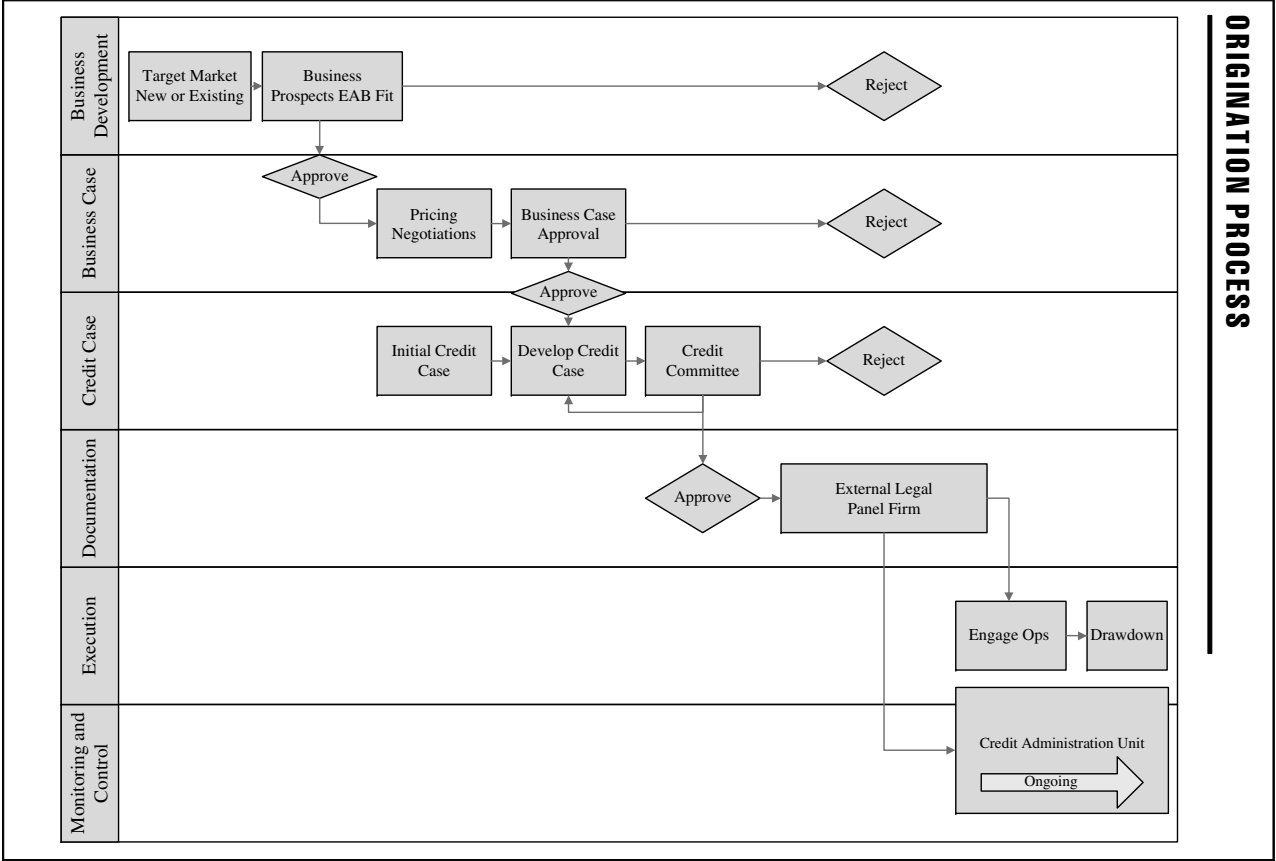 ORIGINATION PROCESS
Business
Development
Target Market
New or Existing
Business
Prospects EAB Fit
Reject
Business Case
Approve
Pricing
Negotiations
Business Case
Approval
Reject
Approve
Credit Case
Initial Credit
Case
Develop Credit
Case
Credit
Committee
Reject
Documentation
Approve
External Legal
Panel Firm
Execution
Engage Ops
Drawdown
Monitoring and
Control
Credit Administration Unit
Ongoing